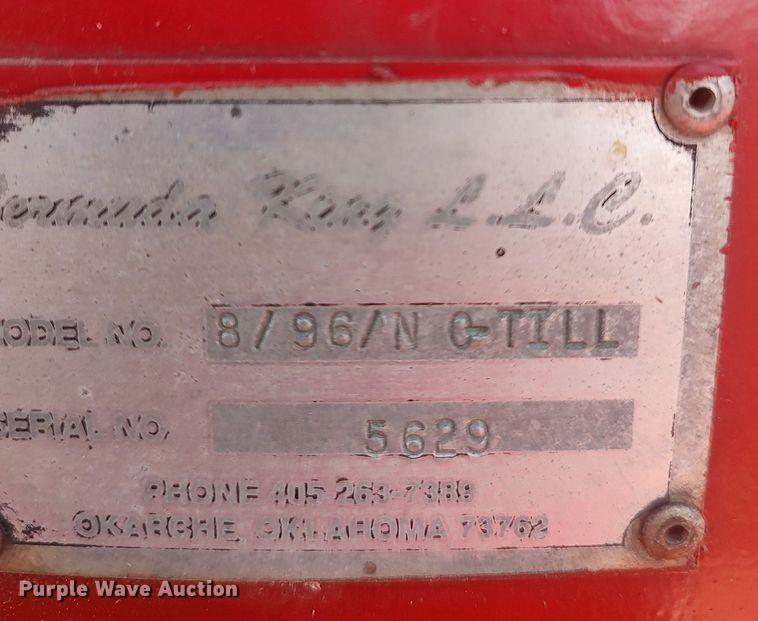 Bermuda King L.L.C.
MODEL NO. 8/96/N O-TILL
SERIAL NO. 5629
PHONE 405 263-7389
OKARCHE, OKLAHOMA 73762
Purple Wave Auction